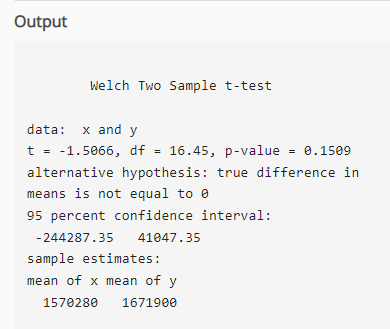 Output
Welch Two Sample t-test
data:  x and y
t = -1.5066, df = 16.45, p-value = 0.1509
alternative hypothesis: true difference in
means is not equal to 0
95 percent confidence interval:
-244287.35   41047.35
sample estimates:
mean of x mean of y
1570280   1671900